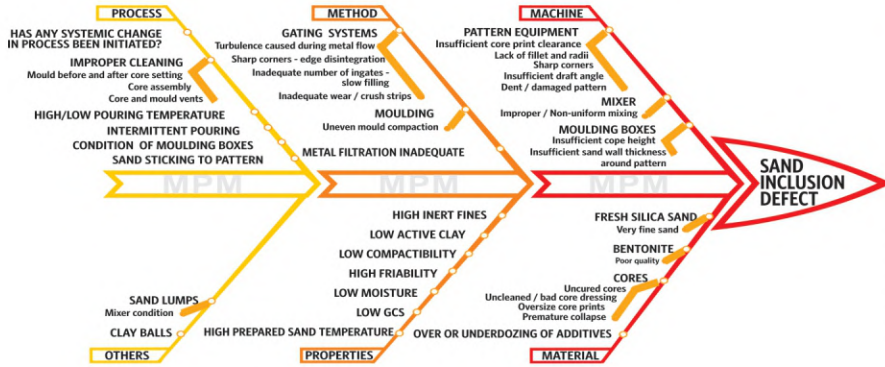 PROCESS
HAS ANY SYSTEMIC CHANGE
IN PROCESS BEEN INITIATED?
IMPROPER CLEANING
Mould before and after core setting
Core assembly
Core and mould vents
HIGH/LOW POURING TEMPERATURE
INTERMITTENT POURING
CONDITION OF MOULDING BOXES
SAND STICKING TO PATTERN
METHOD
GATING SYSTEMS
Turbulence caused during metal flow
Sharp corners - edge disintegration
Inadequate number of ingates -
slow filling
Inadequate wear / crush strips
MOULDING
Uneven mould compaction
METAL FILTRATION INADEQUATE
MACHINE
PATTERN EQUIPMENT
Insufficient core print clearance
Lack of fillet and radii
Sharp corners
Insufficient draft angle
Dent / damaged pattern
MIXER
Improper / Non-uniform mixing
MOULDING BOXES
Insufficient cope height
Insufficient sand wall thickness
around pattern
MPM
MPM
MPM
SAND
INCLUSION
DEFECT
SAND LUMPS
Mixer condition
CLAY BALLS
OTHERS
HIGH INERT FINES
LOW ACTIVE CLAY
LOW COMPACTIBILITY
HIGH FRIABILITY
LOW MOISTURE
LOW GCS
HIGH PREPARED SAND TEMPERATURE
PROPERTIES
FRESH SILICA SAND
Very fine sand
BENTONITE
Poor quality
CORES
Uncured cores
Uncleaned / bad core dressing
Oversize core prints
Premature collapse
OVER OR UNDERDOZING OF ADDITIVES
MATERIAL